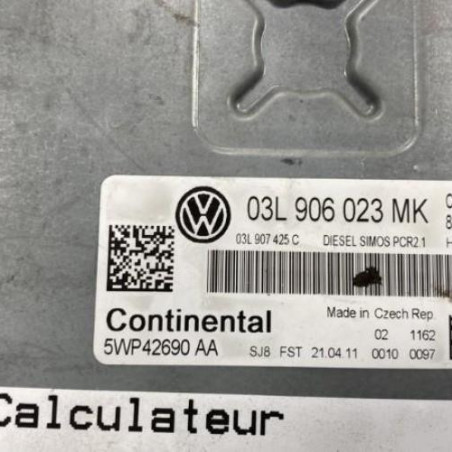 03L 906 023 MK
03L 907 425 C DIESEL SIMOS PCR2.1 H
Continental Made in Czech Rep.
02 1162
5WP42690 AA SJ8 FST 21.04.11 0010 0097
Calculateur